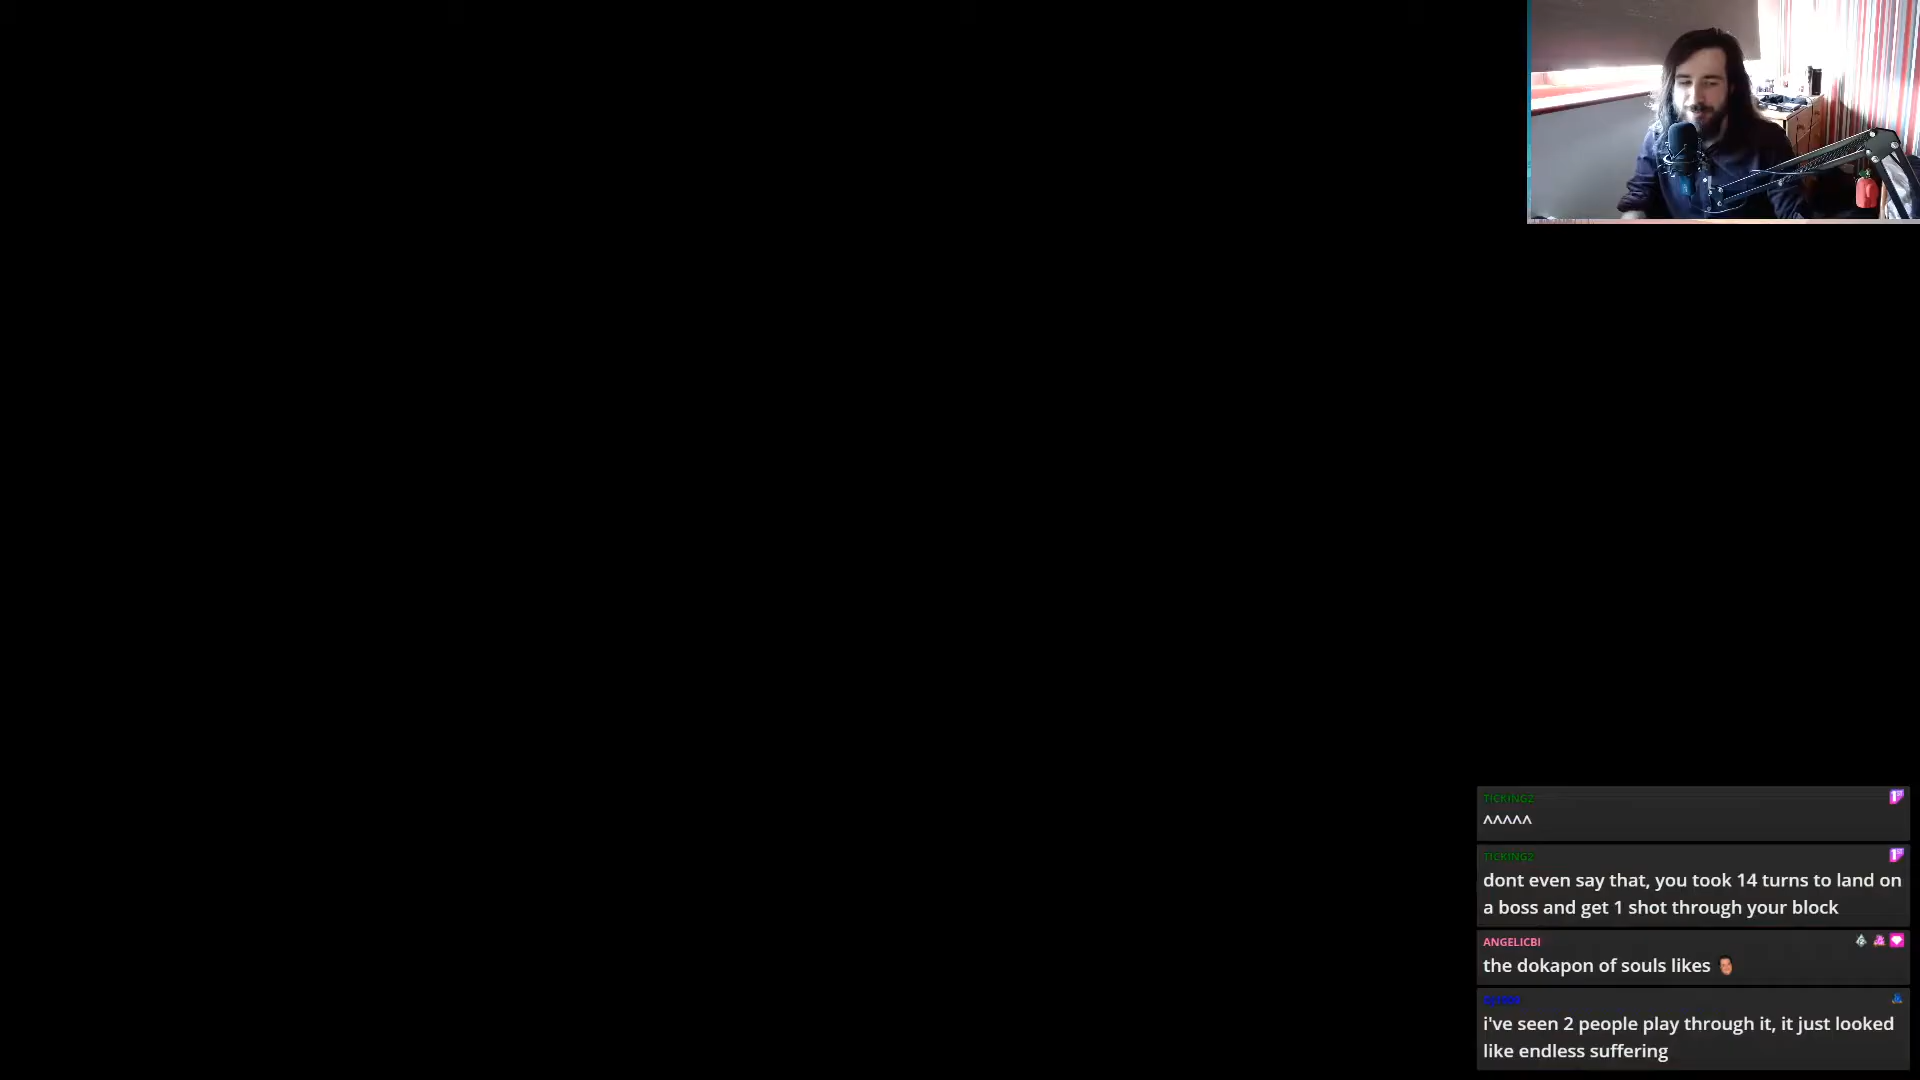 TICKINGZ
^^^^^
TICKINGZ
dont even say that, you took 14 turns to land on
a boss and get 1 shot through your block
ANGELICBI
the dokapon of souls likes
i've seen 2 people play through it, it just looked
like endless suffering